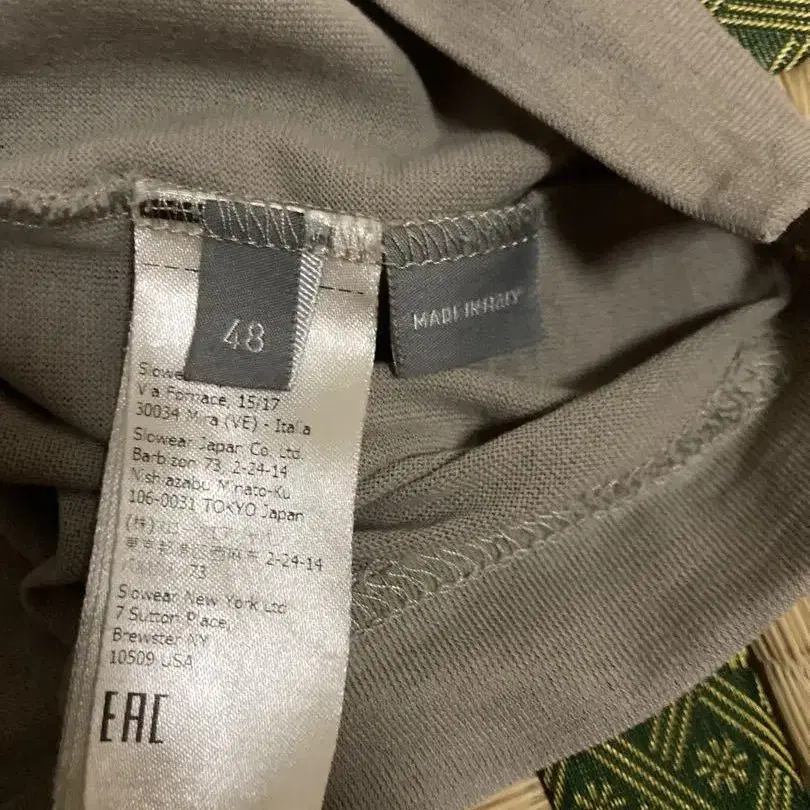 48
MADE IN ITALY
Slowear
Via Fornace, 15/17
30034 Mira (VE) - Italia
Slowear Japan Co. Ltd.
Barbizon 73, 2-24-14
Nishiazabu Minato-Ku
106-0031 TOKYO Japan
(株)
東京都港区西麻布 2-24-14
73
Slowear New York Ltd
7 Sutton Place,
Brewster NY
10509 USA
EAC